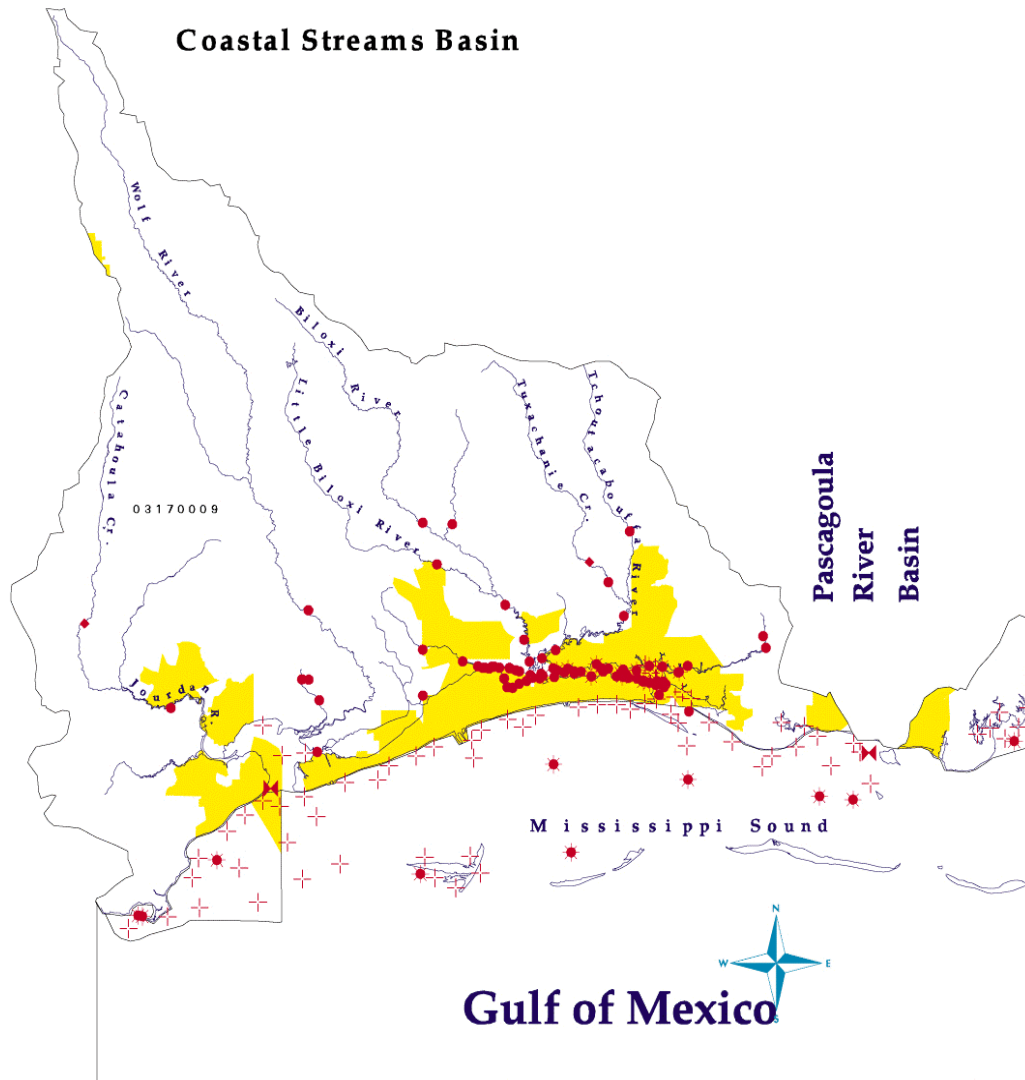 Coastal Streams Basin
Wolf River
Biloxi River
Little Biloxi River
Tuxachanie Cr.
Tchoutacabouffa River
Catahoula Cr.
03170009
Pascagoula
River
Basin
Jourdan R.
Mississippi Sound
N
W
E
S
Gulf of Mexico